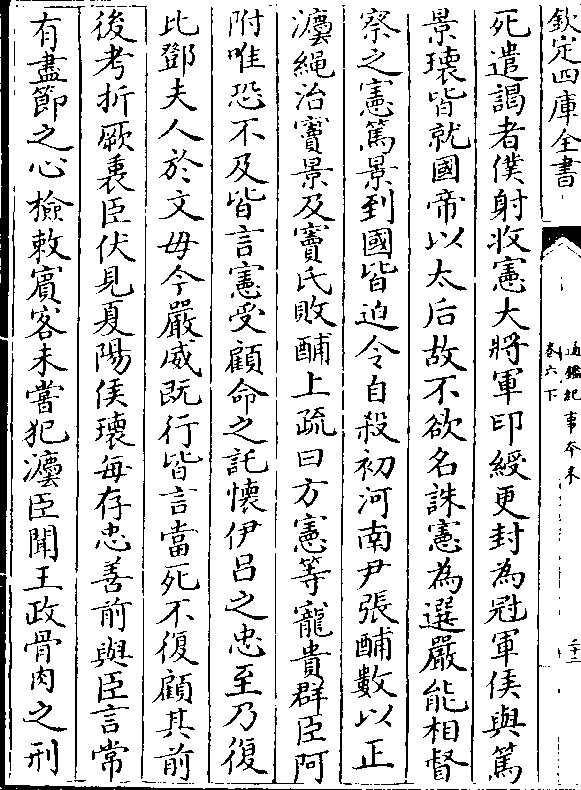 欽定四庫全書
通鑑紀事本末
卷六下
二十二
死遣謁者僕射收憲大將軍印綬更封為冠軍侯與篤
景瓌皆就國帝以太后故不欲名誅憲為選嚴能相督
察之憲篤景到國皆迫令自殺初河南尹張酺數以正
灋繩治竇景及竇氏敗酺上疏曰方憲等寵貴群臣阿
附唯恐不及皆言憲受顧命之託懷伊吕之忠至乃復
比鄧夫人於文母今嚴威既行皆言當死不復顧其前
後考折厥衷臣伏見夏陽侯瓌每存忠善前與臣言常
有盡節之心檢敕賓客未嘗犯灋臣聞王政骨肉之刑